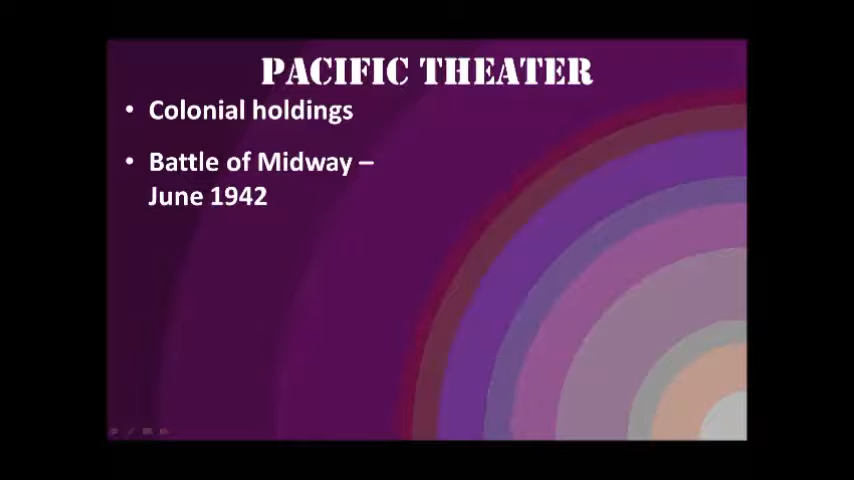 PACIFIC THEATER
• Colonial holdings
• Battle of Midway –
June 1942